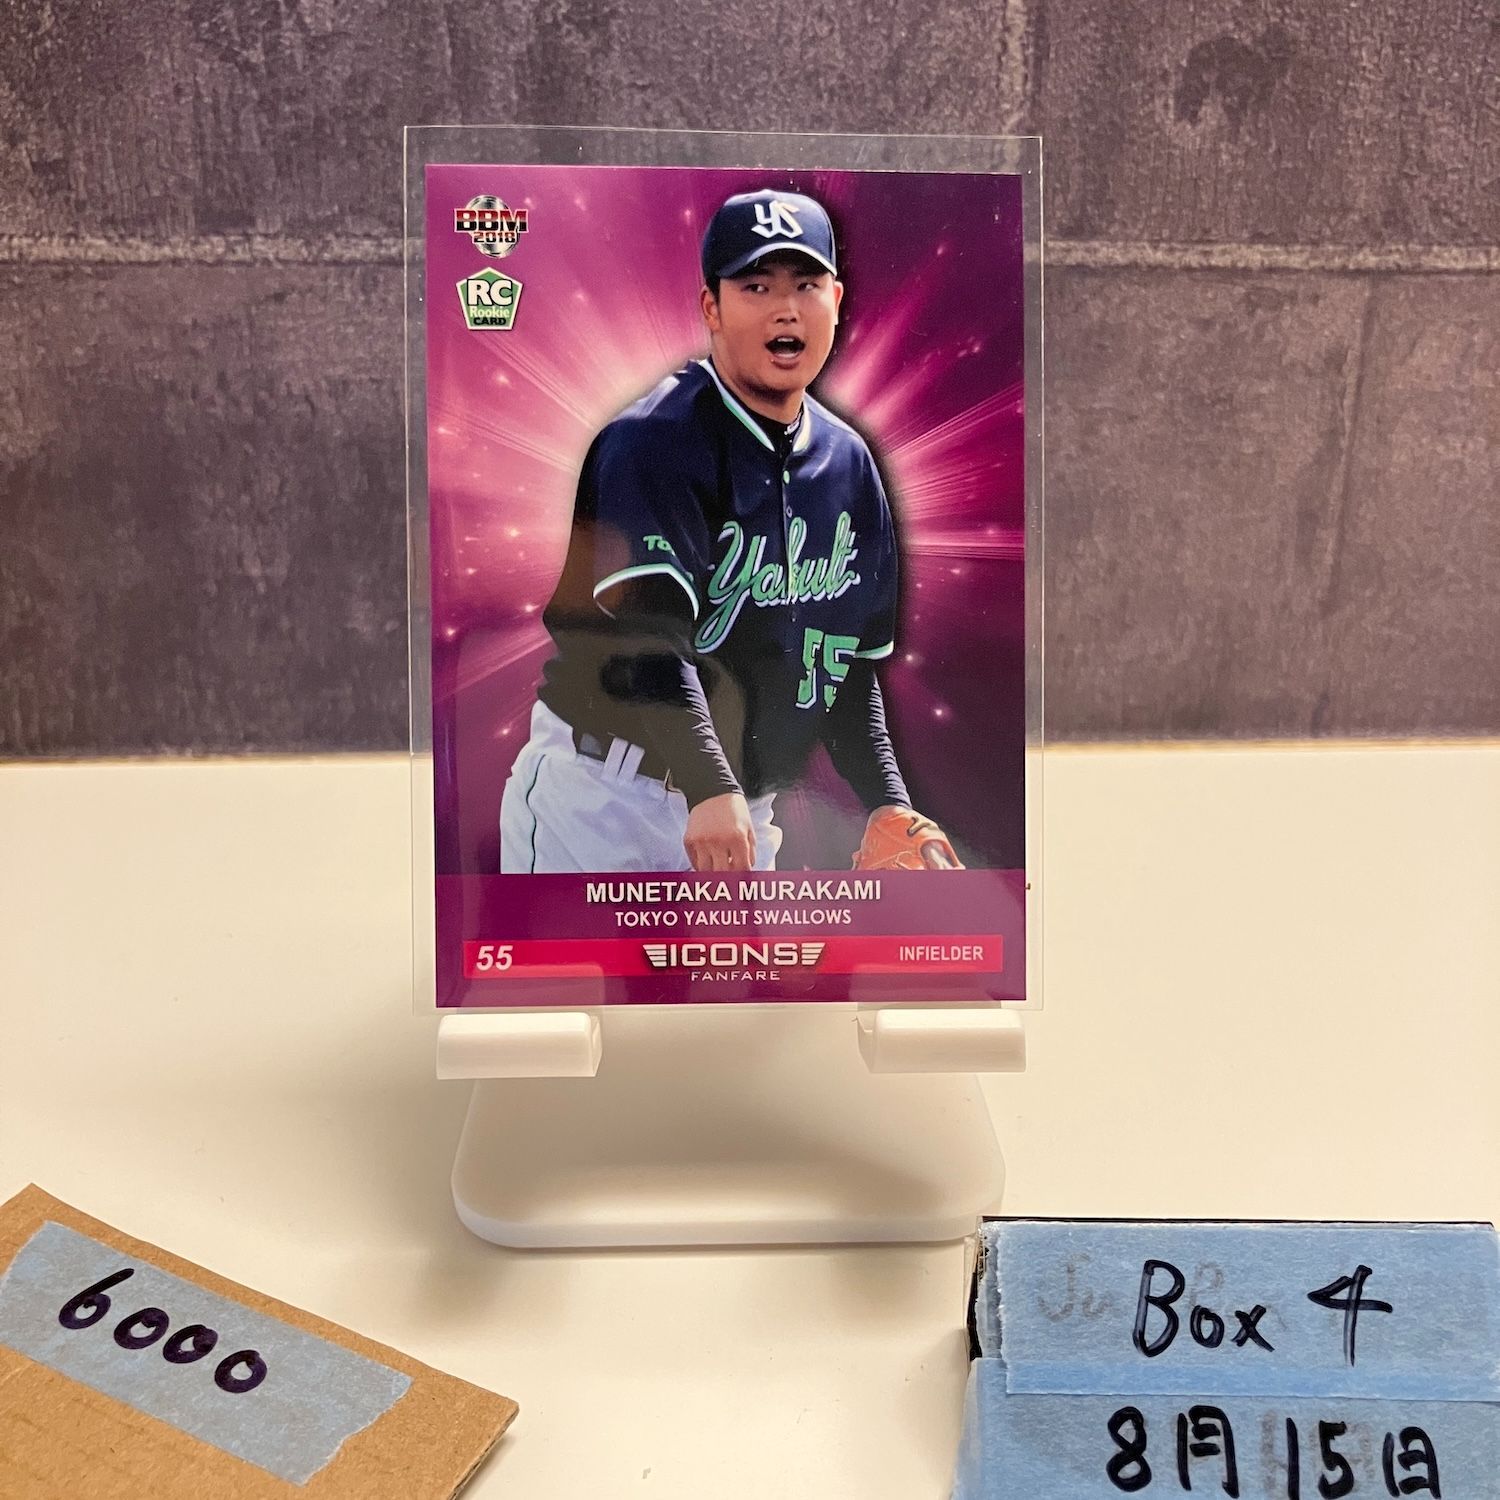 BBM
2018
RC
Rookie
CARD
YS
Yakult
55
MUNETAKA MURAKAMI
TOKYO YAKULT SWALLOWS
55
ICONS
INFIELDER
FANFARE
6000
Box 4
8月15日